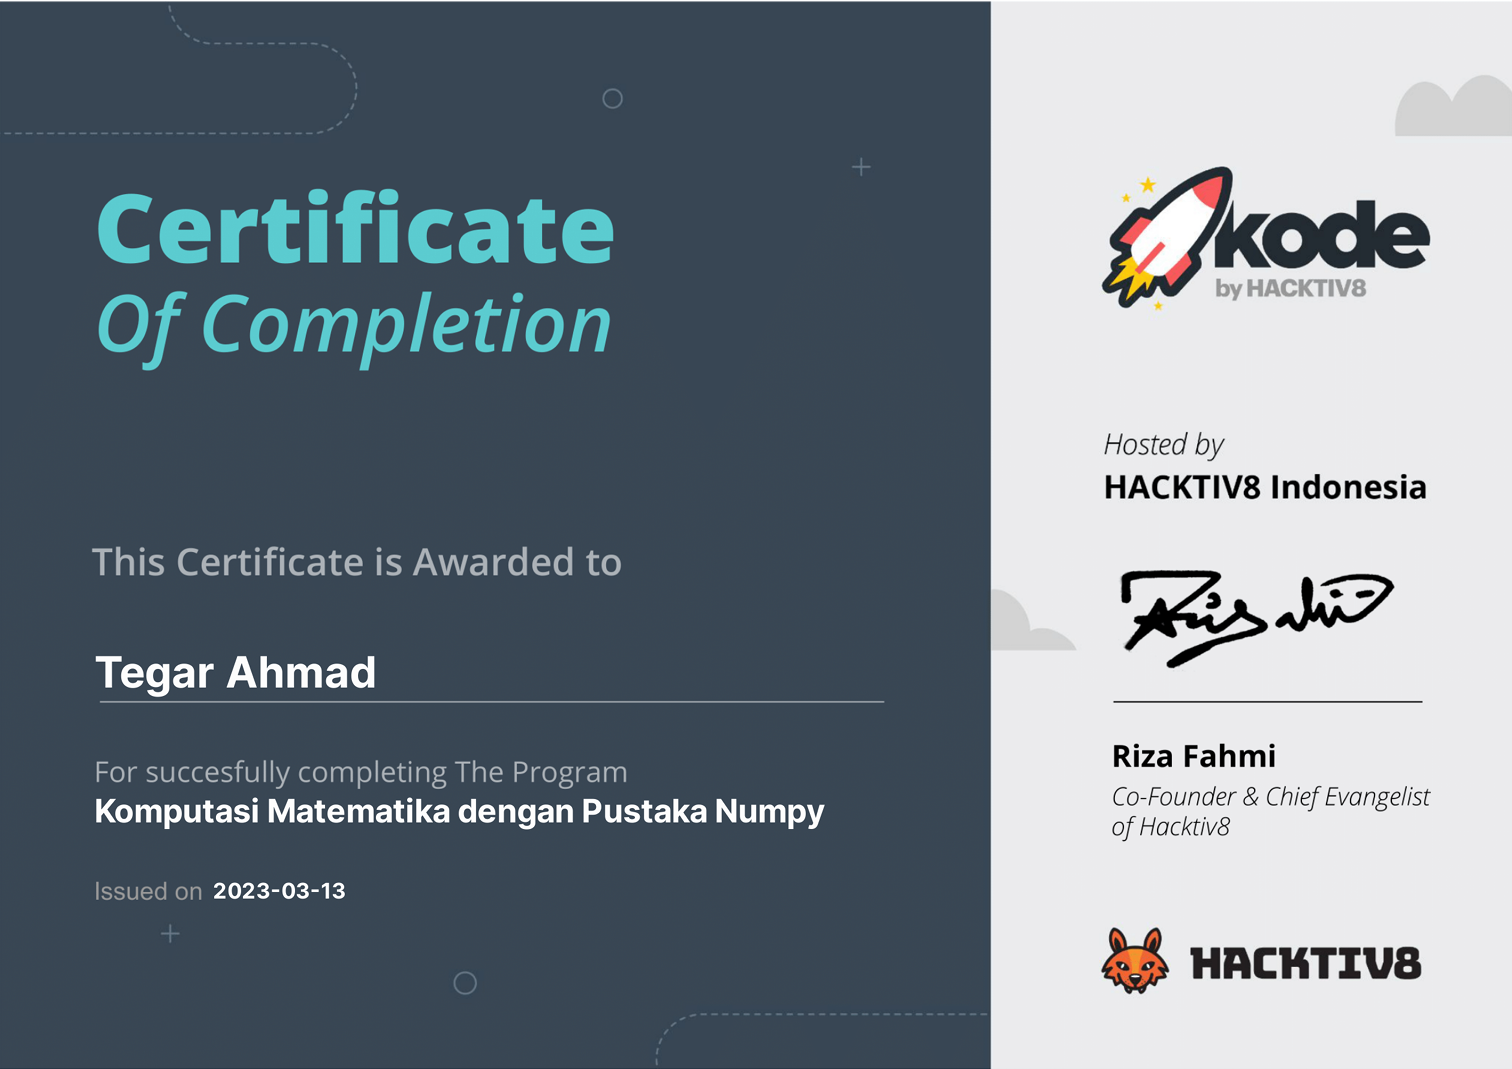 Certificate
Of Completion
This Certificate is Awarded to
Tegar Ahmad
For succesfully completing The Program
Komputasi Matematika dengan Pustaka Numpy
Issued on 2023-03-13
kode
by HACKTIV8
Hosted by
HACKTIV8 Indonesia
Riza Fahmi
Co-Founder & Chief Evangelist
of Hacktiv8
HACKTIV8